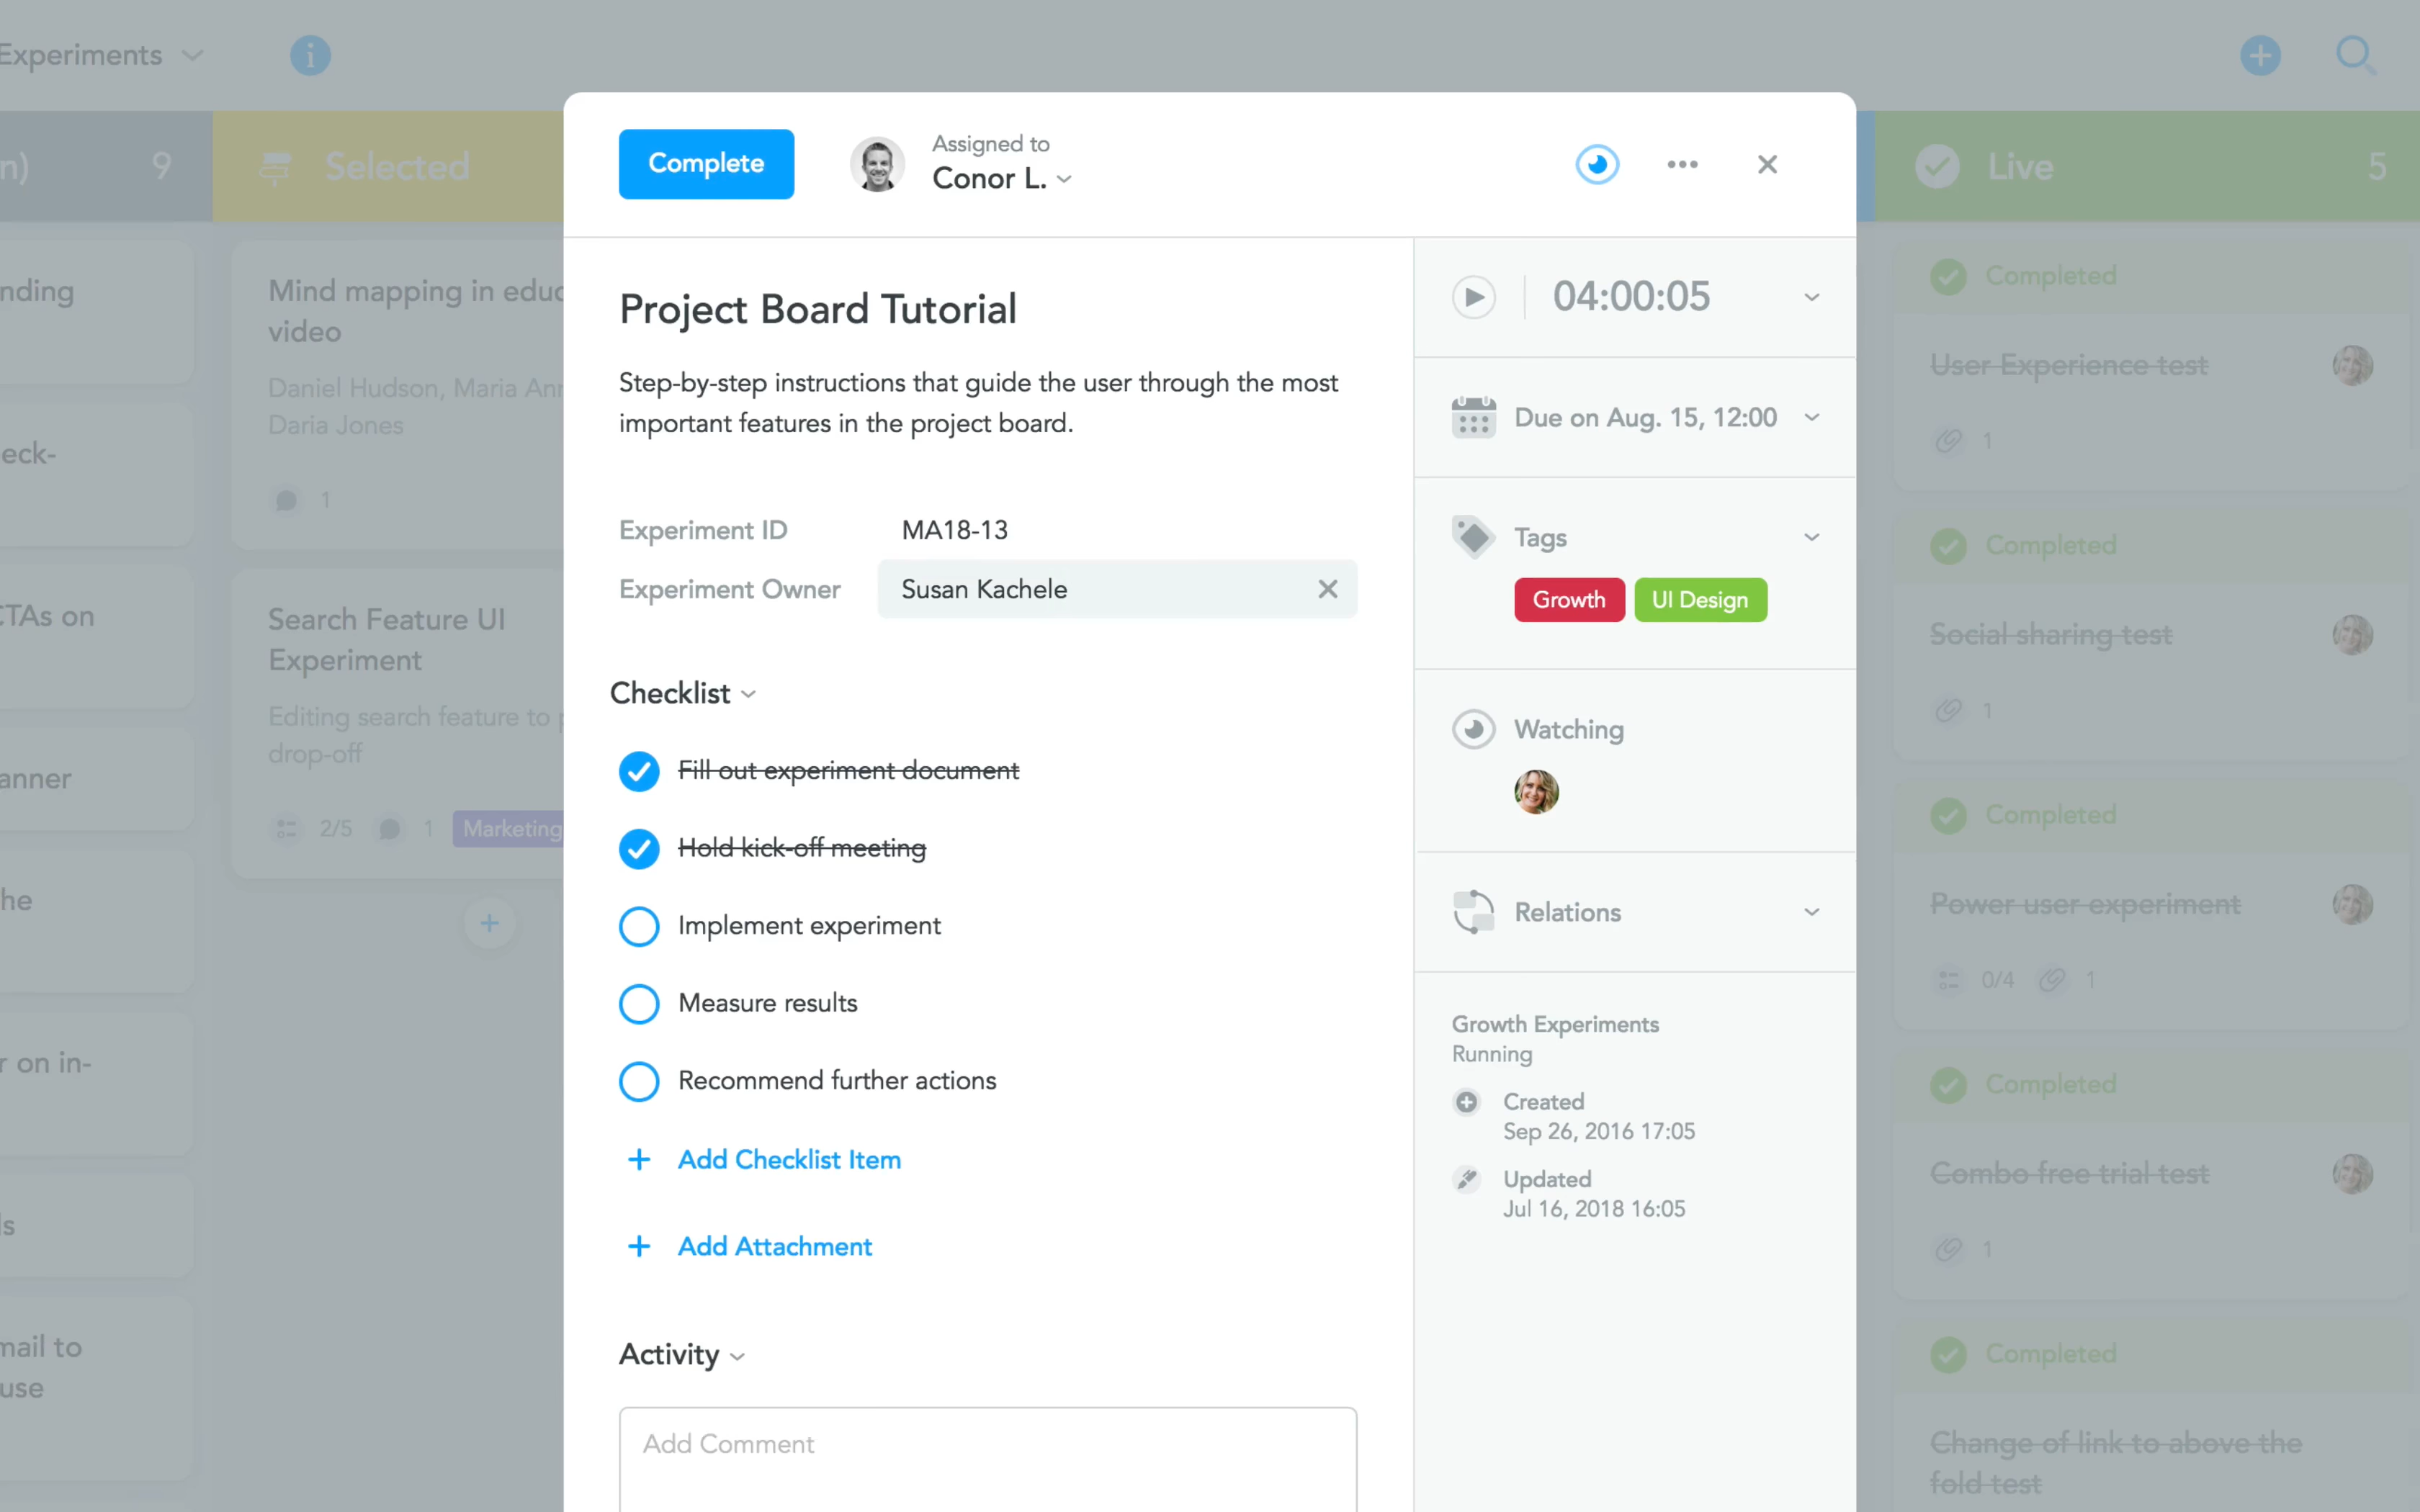 Experiments
n)
9
Selected
Live
5
nding
eck-
CTAs on
anner
he
r on in-
ls
mail to
use
Mind mapping in educ
video
Daniel Hudson, Maria Ann
Daria Jones
1
Search Feature UI
Experiment
Editing search feature to p
drop-off
2/5
1
Marketing
Complete
Assigned to
Conor L.
Project Board Tutorial
Step-by-step instructions that guide the user through the most
important features in the project board.
Experiment ID
MA18-13
Experiment Owner
Susan Kachele
Checklist
Fill out experiment document
Hold kick-off meeting
Implement experiment
Measure results
Recommend further actions
Add Checklist Item
Add Attachment
Activity
Add Comment
04:00:05
Due on Aug. 15, 12:00
Tags
Growth
UI Design
Watching
Relations
Growth Experiments
Running
Created
Sep 26, 2016 17:05
Updated
Jul 16, 2018 16:05
Completed
User Experience test
1
Completed
Social sharing test
1
Completed
Power user experiment
0/4
1
Completed
Combo free trial test
1
Completed
Change of link to above the
fold test